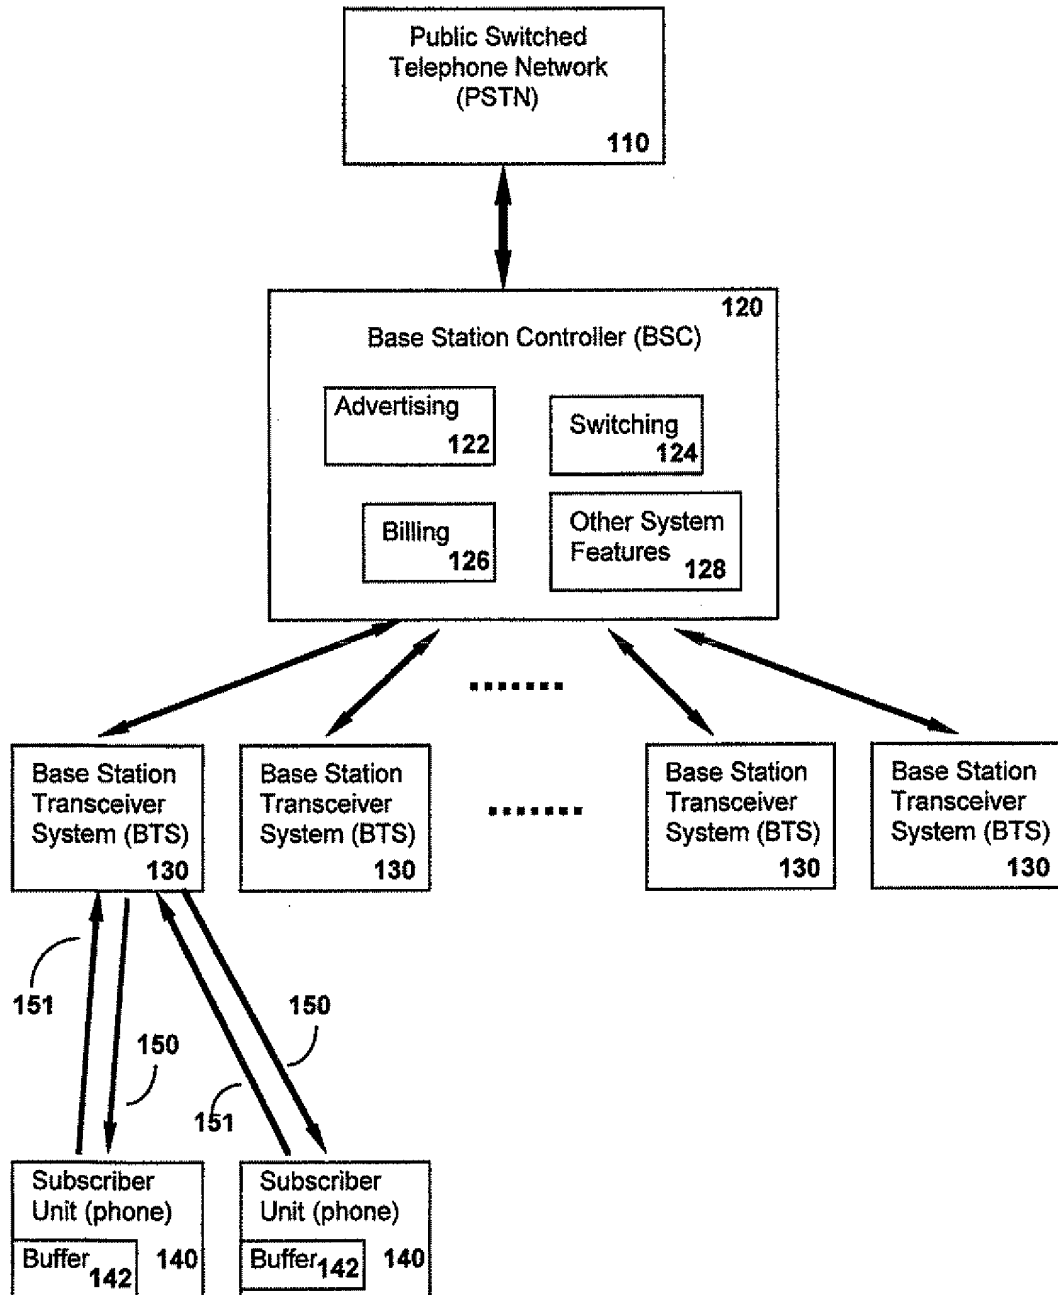 Public Switched
Telephone Network
(PSTN)
110
120
Base Station Controller (BSC)
Advertising
122
Switching
124
Billing
126
Other System
Features
128
Base Station
Transceiver
System (BTS)
130
Base Station
Transceiver
System (BTS)
130
Base Station
Transceiver
System (BTS)
130
Base Station
Transceiver
System (BTS)
130
151
150
150
151
Subscriber
Unit (phone)
Buffer 142
140
Subscriber
Unit (phone)
Buffer 142
140